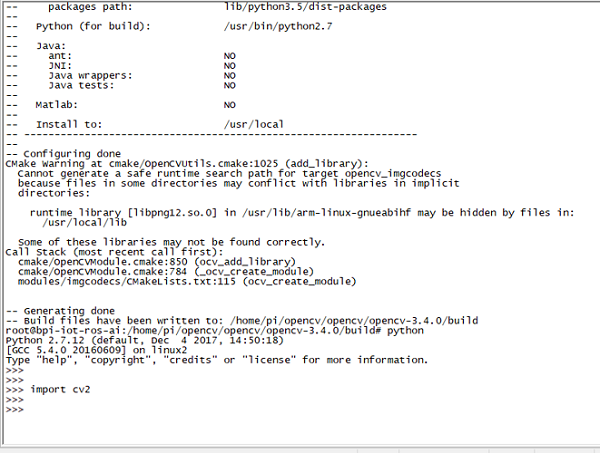 --     packages path:              lib/python3.5/dist-packages
--
--   Python (for build):           /usr/bin/python2.7
--
--   Java:
--     ant:                        NO
--     JNI:                        NO
--     Java wrappers:              NO
--     Java tests:                 NO
--
--   Matlab:                       NO
--
--   Install to:                   /usr/local
-- -----------------------------------------------------------------
--
-- Configuring done
CMake Warning at cmake/OpenCVUtils.cmake:1025 (add_library):
  Cannot generate a safe runtime search path for target opencv_imgcodecs
  because files in some directories may conflict with libraries in implicit
  directories:

    runtime library [libpng12.so.0] in /usr/lib/arm-linux-gnueabihf may be hidden by files in:
      /usr/local/lib

  Some of these libraries may not be found correctly.
Call Stack (most recent call first):
  cmake/OpenCVModule.cmake:850 (ocv_add_library)
  cmake/OpenCVModule.cmake:784 (_ocv_create_module)
  modules/imgcodecs/CMakeLists.txt:115 (ocv_create_module)


-- Generating done
-- Build files have been written to: /home/pi/opencv/opencv/opencv-3.4.0/build
root@bpi-iot-ros-ai:/home/pi/opencv/opencv/opencv-3.4.0/build# python
Python 2.7.12 (default, Dec  4 2017, 14:50:18)
[GCC 5.4.0 20160609] on linux2
Type "help", "copyright", "credits" or "license" for more information.
>>>
>>>
>>> import cv2
>>>
>>>